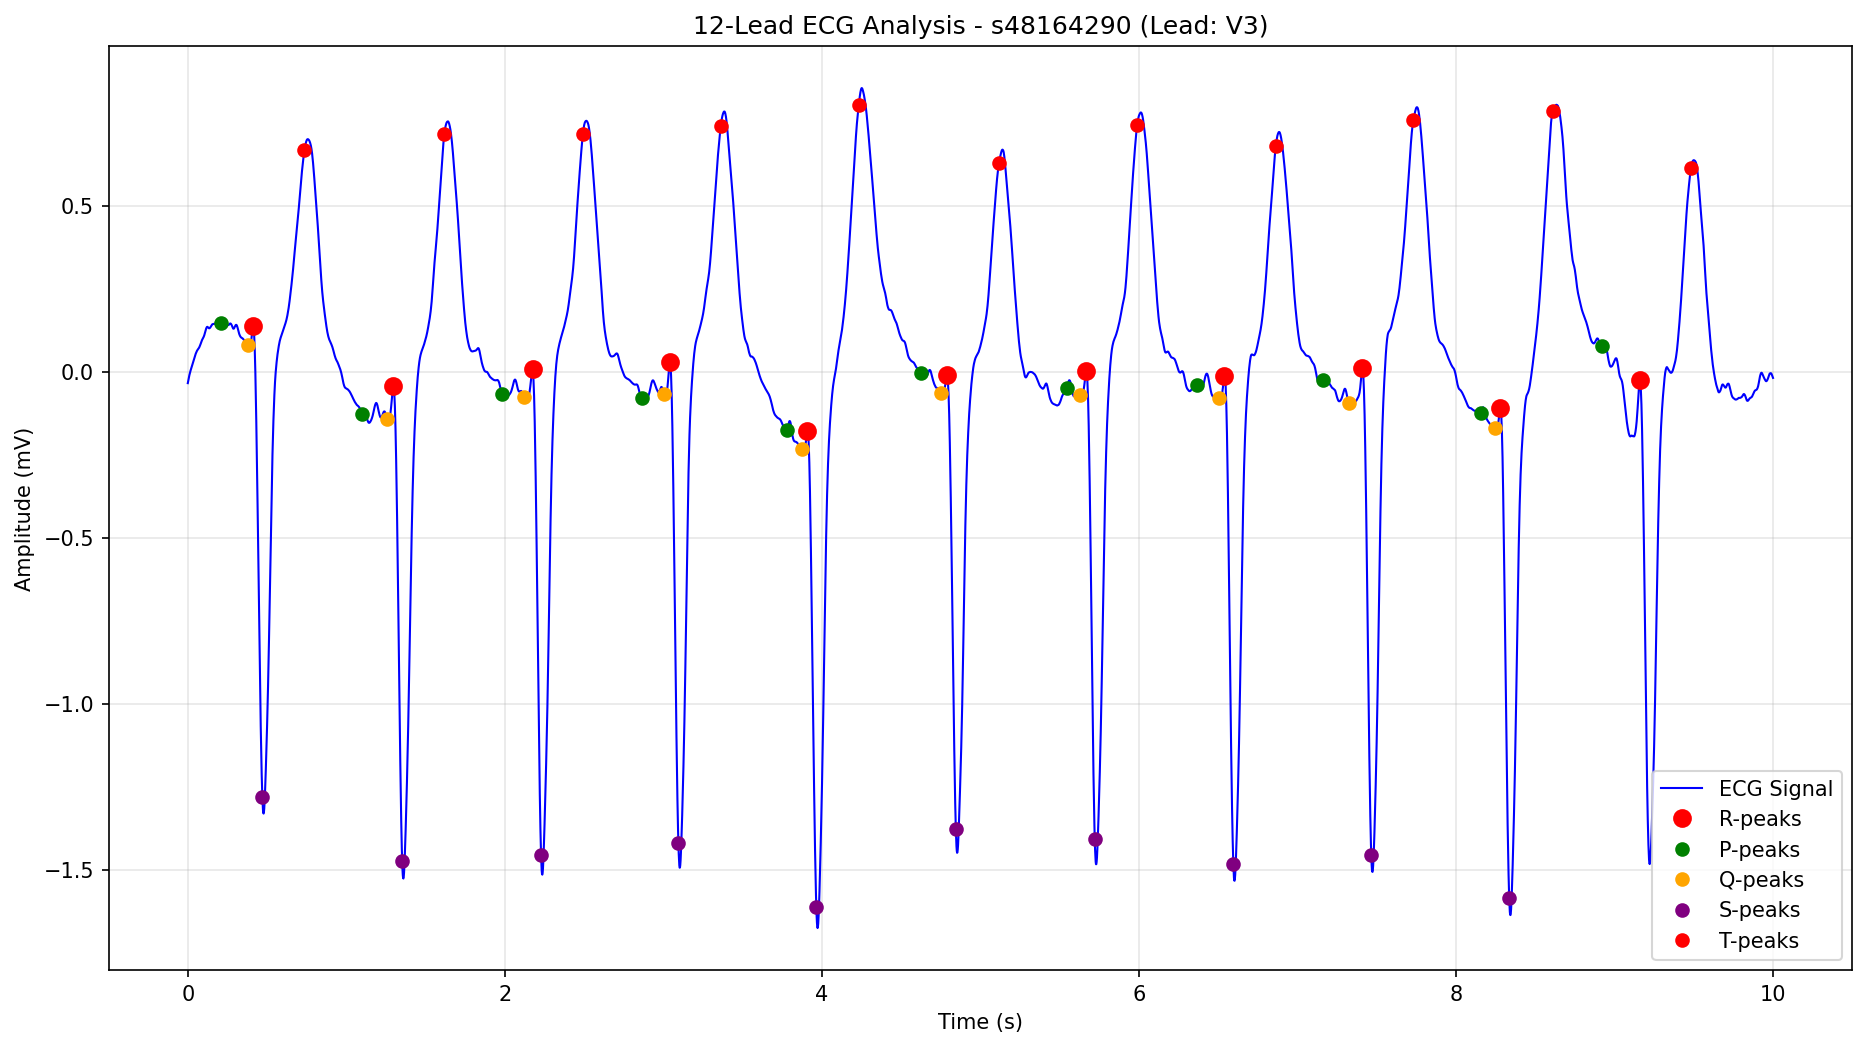 12-Lead ECG Analysis - s48164290 (Lead: V3)
Amplitude (mV)
0.5
0.0
−0.5
−1.0
−1.5
0 2 4 6 8 10
Time (s)
ECG Signal
R-peaks
P-peaks
Q-peaks
S-peaks
T-peaks